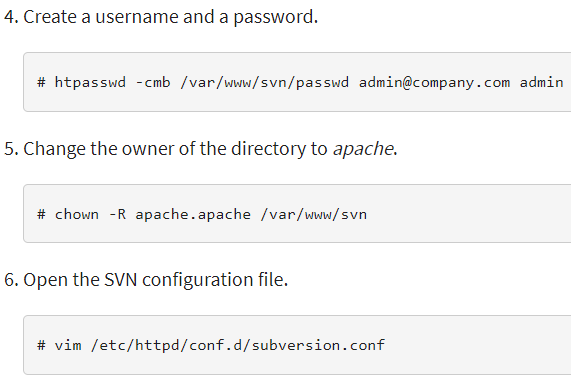 4. Create a username and a password.
# htpasswd -cmb /var/www/svn/passwd admin@company.com admin
5. Change the owner of the directory to apache.
# chown -R apache.apache /var/www/svn
6. Open the SVN configuration file.
# vim /etc/httpd/conf.d/subversion.conf